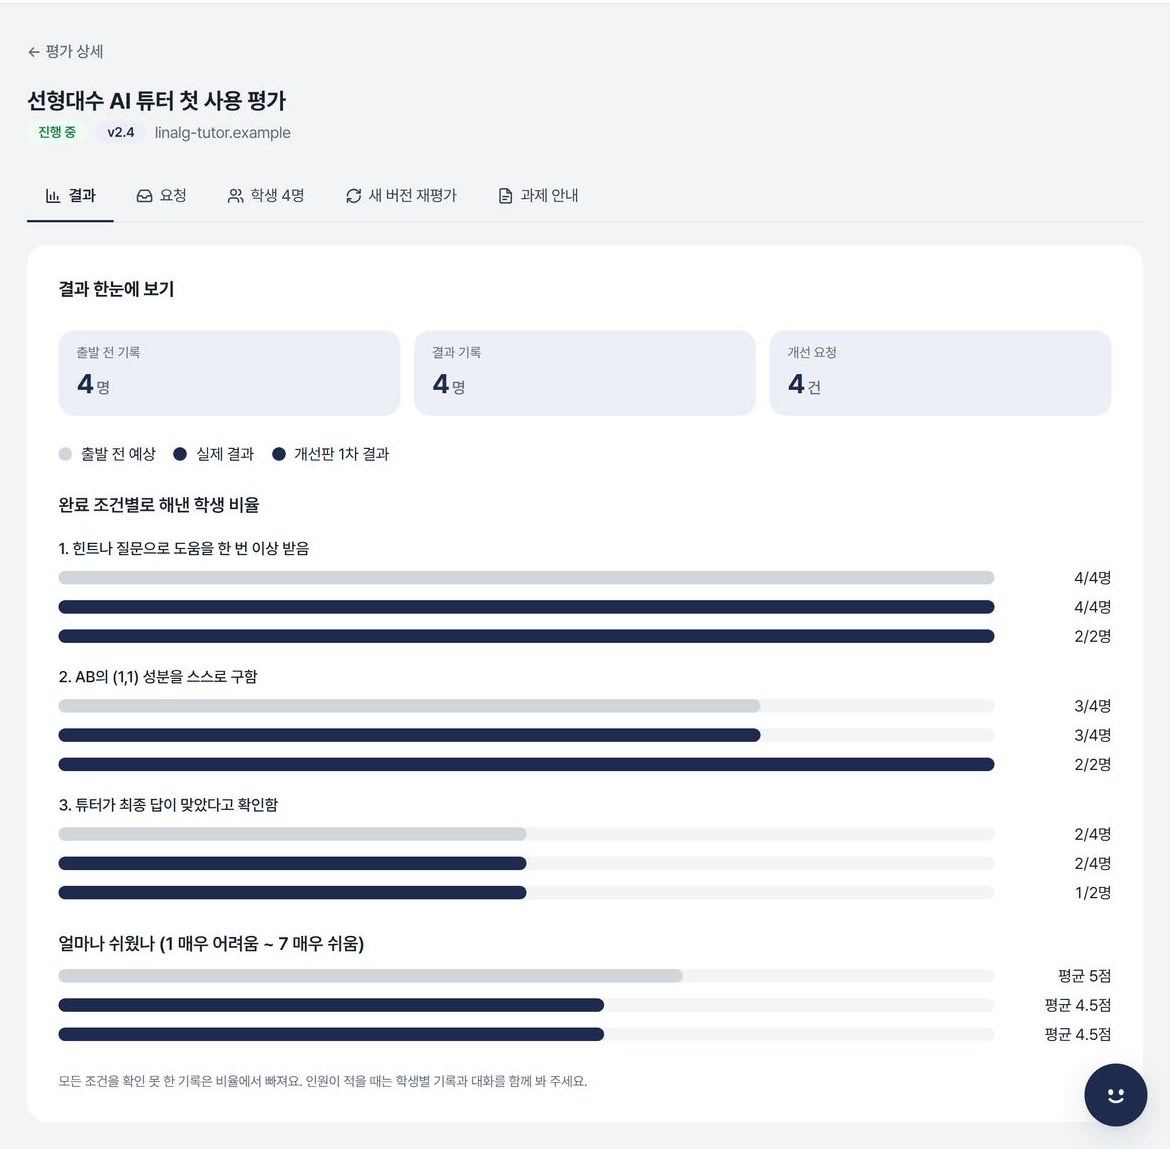 ← 평가 상세
선형대수 AI 튜터 첫 사용 평가
진행 중 v2.4 linalg-tutor.example
결과 요청 학생 4명 새 버전 재평가 과제 안내
결과 한눈에 보기
출발 전 기록
4명
결과 기록
4명
개선 요청
4건
출발 전 예상 실제 결과 개선판 1차 결과
완료 조건별로 해낸 학생 비율
1. 힌트나 질문으로 도움을 한 번 이상 받음
4/4명
4/4명
2/2명
2. AB의 (1,1) 성분을 스스로 구함
3/4명
3/4명
2/2명
3. 튜터가 최종 답이 맞았다고 확인함
2/4명
2/4명
1/2명
얼마나 쉬웠나 (1 매우 어려움 ~ 7 매우 쉬움)
평균 5점
평균 4.5점
평균 4.5점
모든 조건을 확인 못 한 기록은 비율에서 빠져요. 인원이 적을 때는 학생별 기록과 대화를 함께 봐 주세요.